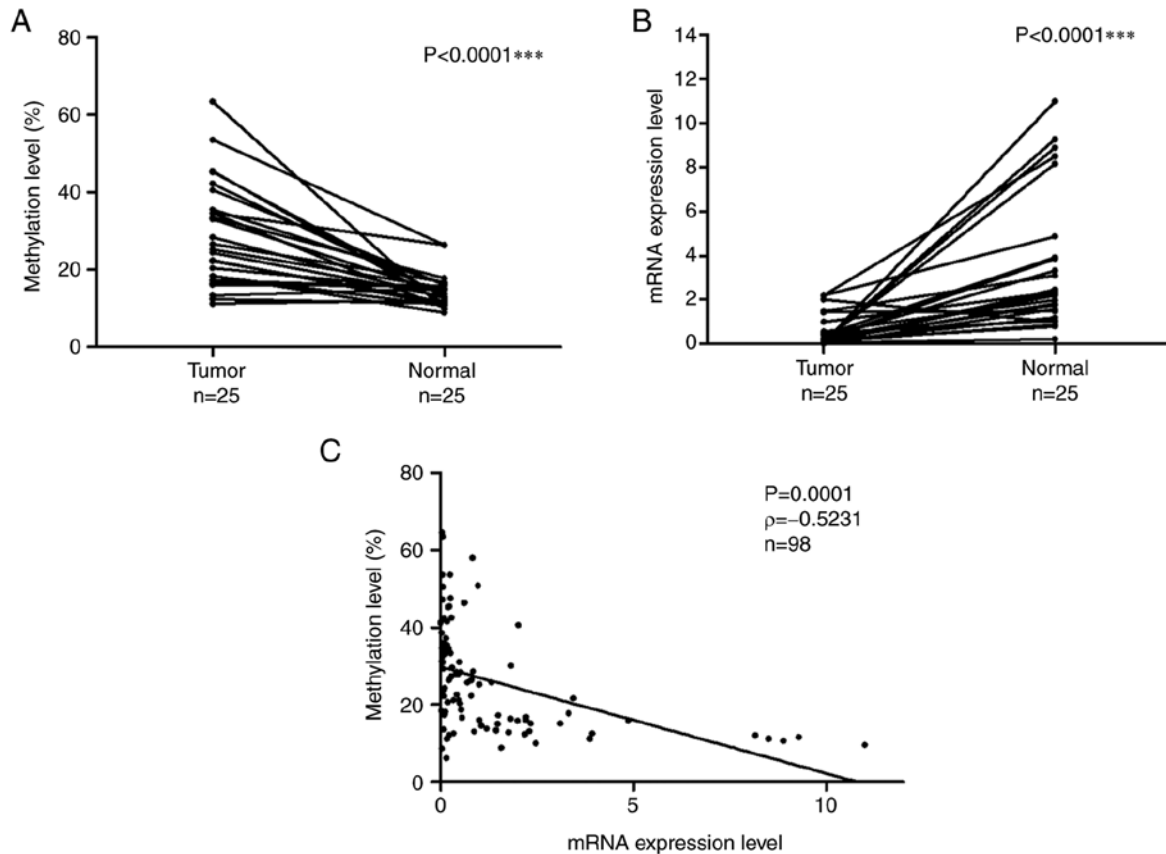 A
P<0.0001***
Methylation level (%)
80
60
40
20
0
Tumor
n=25
Normal
n=25
B
P<0.0001***
mRNA expression level
14
12
10
8
6
4
2
0
Tumor
n=25
Normal
n=25
C
P=0.0001
ρ=−0.5231
n=98
Methylation level (%)
80
60
40
20
0
0
5
10
mRNA expression level